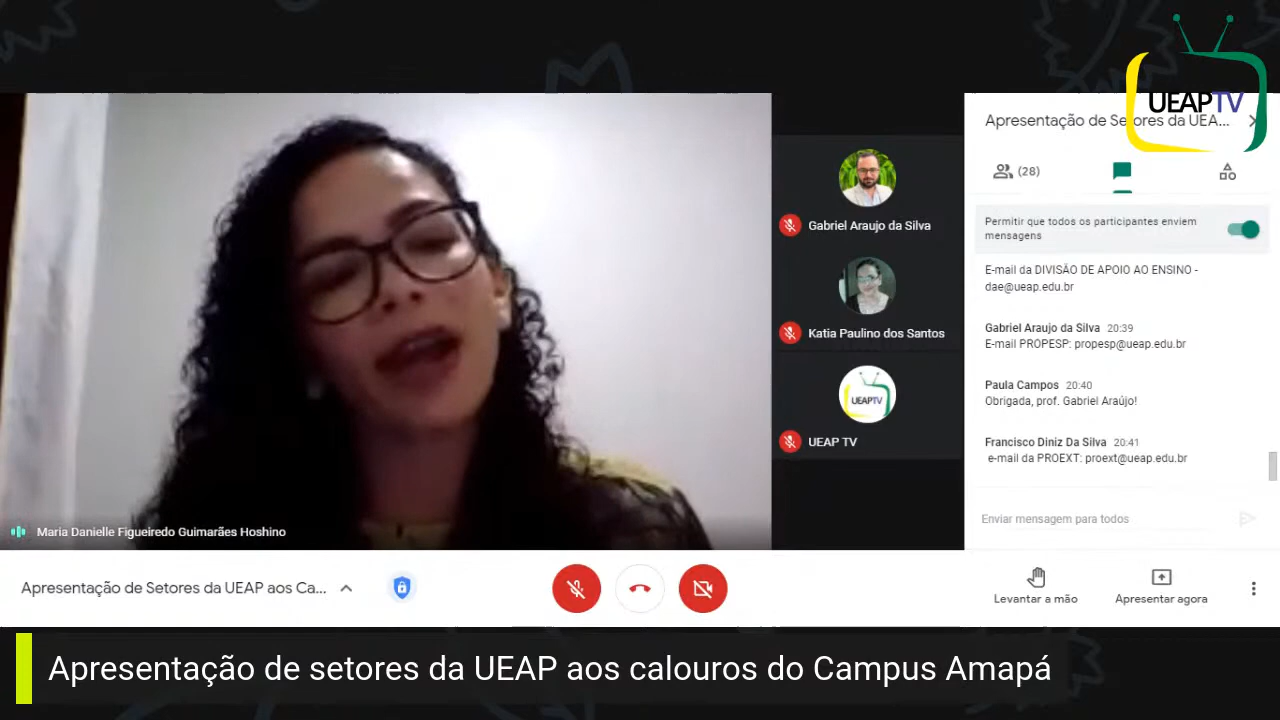 UEAPTV
Apresentação de Setores da UEA...
(28)
Permitir que todos os participantes enviem
mensagens
E-mail da DIVISÃO DE APOIO AO ENSINO -
dae@ueap.edu.br
Gabriel Araujo da Silva 20:39
E-mail PROPESP: propesp@ueap.edu.br
Paula Campos 20:40
Obrigada, prof. Gabriel Araújo!
Francisco Diniz Da Silva 20:41
e-mail da PROEXT: proext@ueap.edu.br
Enviar mensagem para todos
Gabriel Araujo da Silva
Katia Paulino dos Santos
UEAPTV
UEAP TV
Maria Danielle Figueiredo Guimarães Hoshino
Apresentação de Setores da UEAP aos Ca...
Levantar a mão
Apresentar agora
Apresentação de setores da UEAP aos calouros do Campus Amapá